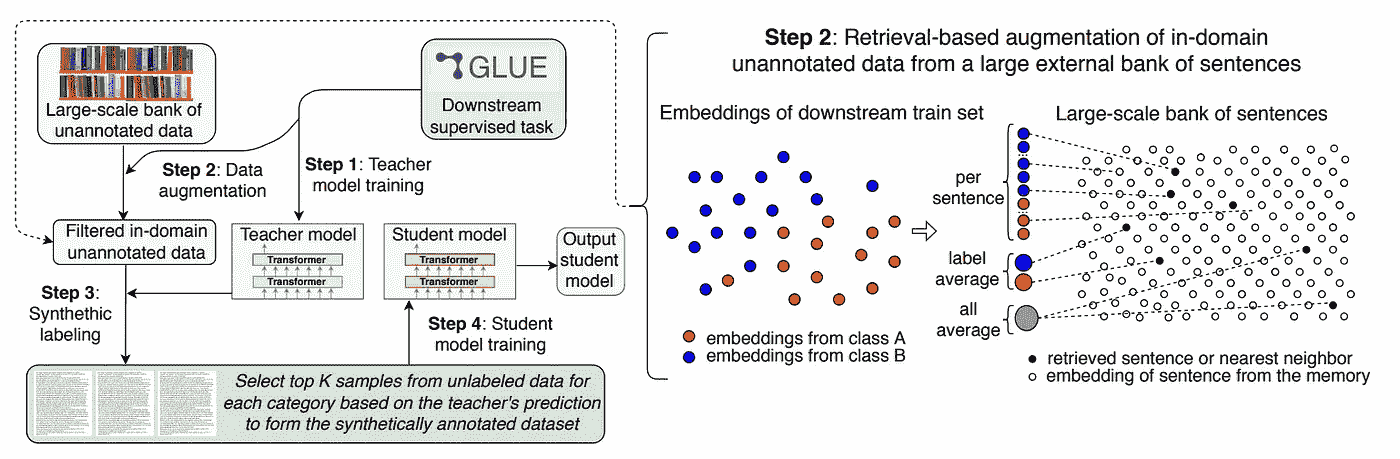 Large-scale bank of
unannotated data
GLUE
Downstream
supervised task
Step 2: Data
augmentation
Step 1: Teacher
model training
Filtered in-domain
unannotated data
Teacher model
Transformer
Transformer
Student model
Transformer
Transformer
Output
student
model
Step 3:
Synthethic
labeling
Step 4: Student
model training
Select top K samples from unlabeled data for
each category based on the teacher's prediction
to form the synthetically annotated dataset
Step 2: Retrieval-based augmentation of in-domain
unannotated data from a large external bank of sentences
Embeddings of downstream train set
embeddings from class A
embeddings from class B
Large-scale bank of sentences
per
sentence
...
...
label
average
all
average
retrieved sentence or nearest neighbor
embedding of sentence from the memory